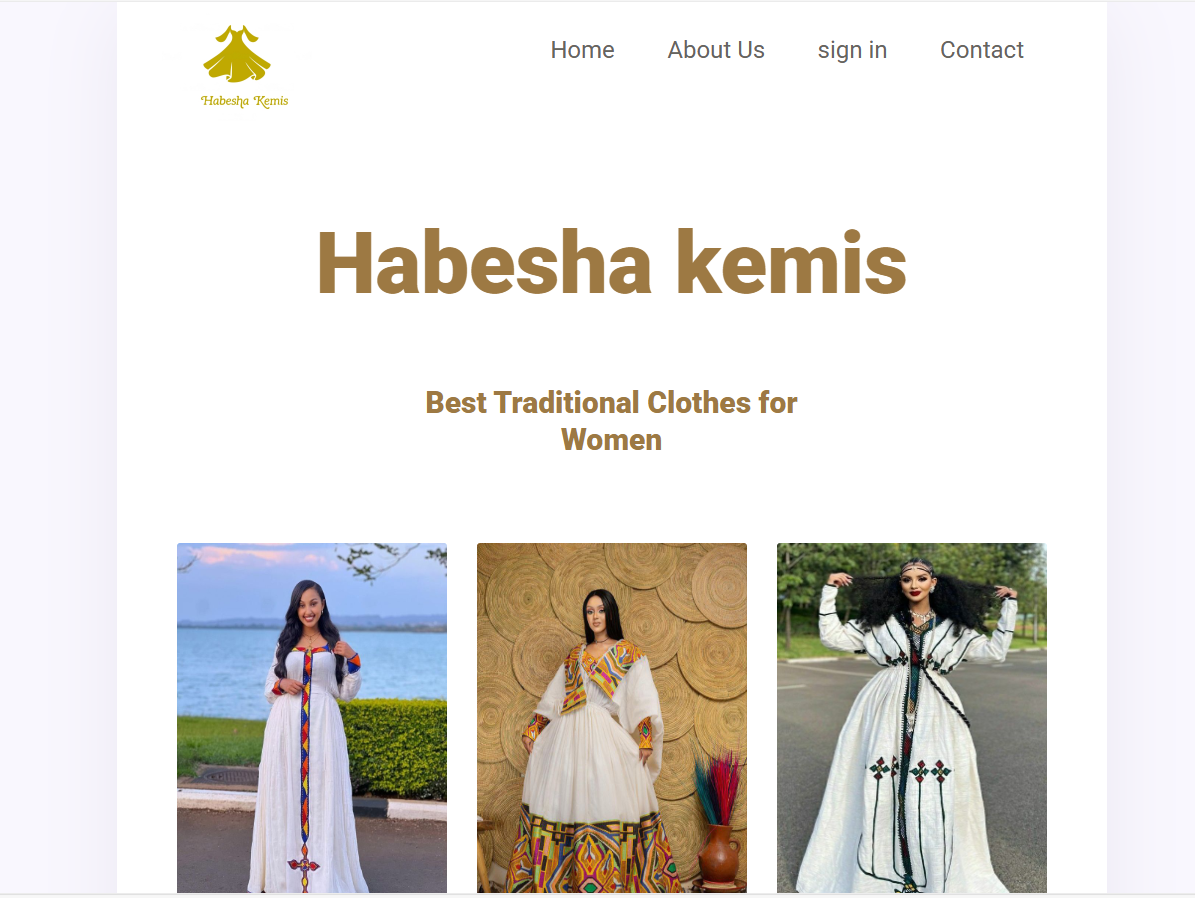 Home About Us sign in Contact
Habesha Kemis
Habesha kemis
Best Traditional Clothes for
Women